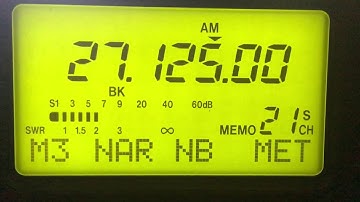 AM
27.125.00
BK
S1 3 5 7 9 20 40 60dB
SWR 1 1.5 2 3 ∞ MEMO 21 S CH
M3 NAR NB MET